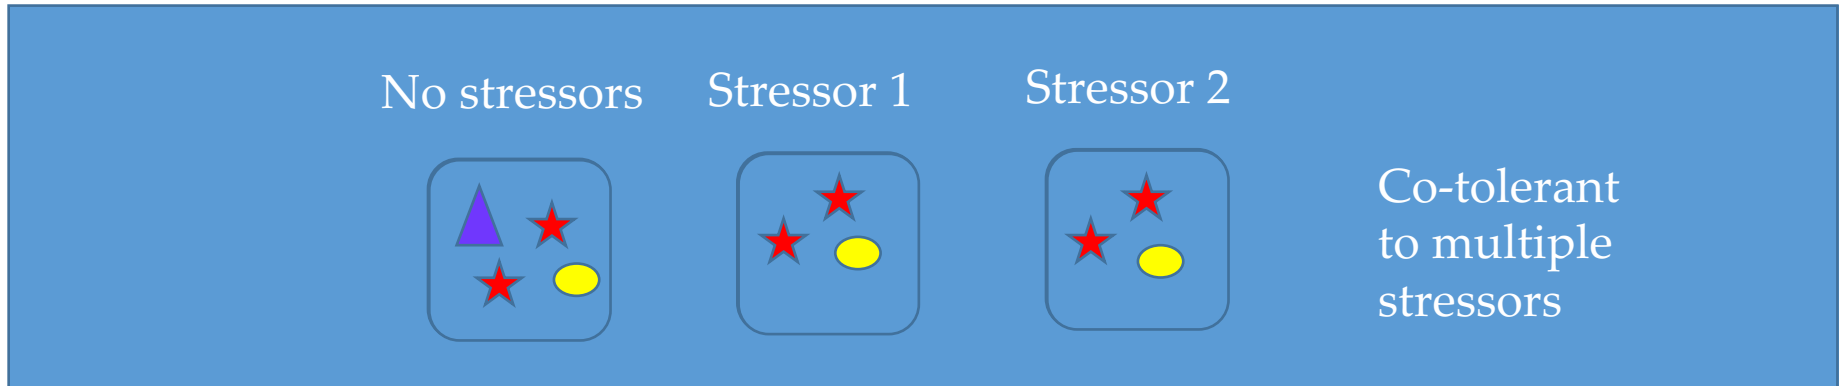 No stressors
Stressor 1
Stressor 2
Co-tolerant
to multiple
stressors